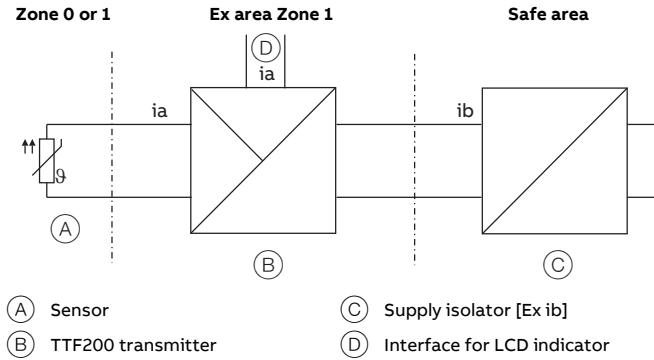 Zone 0 or 1 Ex area Zone 1 Safe area
D
ia
ia ib
ϑ
A
B C
A Sensor C Supply isolator [Ex ib]
B TTF200 transmitter D Interface for LCD indicator